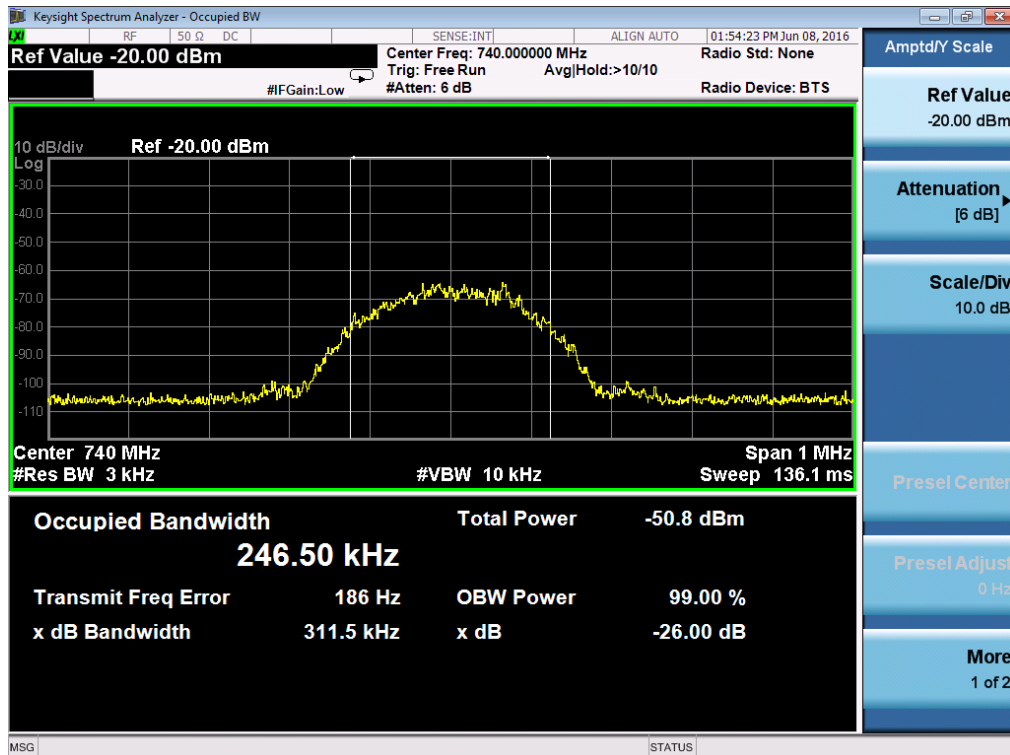 Keysight Spectrum Analyzer - Occupied BW
LXI RF 50 Ω DC SENSE:INT ALIGN AUTO 01:54:23 PM Jun 08, 2016
Ref Value -20.00 dBm
Center Freq: 740.000000 MHz
Radio Std: None
Trig: Free Run Avg|Hold:>10/10
#IFGain:Low #Atten: 6 dB Radio Device: BTS
10 dB/div Ref -20.00 dBm
Log
-30.0
-40.0
-50.0
-60.0
-70.0
-80.0
-90.0
-100
-110
Center 740 MHz Span 1 MHz
#Res BW 3 kHz #VBW 10 kHz Sweep 136.1 ms
Occupied Bandwidth Total Power -50.8 dBm
246.50 kHz
Transmit Freq Error 186 Hz OBW Power 99.00 %
x dB Bandwidth 311.5 kHz x dB -26.00 dB
MSG STATUS
Amptd/Y Scale
Ref Value
-20.00 dBm
Attenuation
[6 dB]
Scale/Div
10.0 dB
Presel Center
Presel Adjust
0 Hz
More
1 of 2